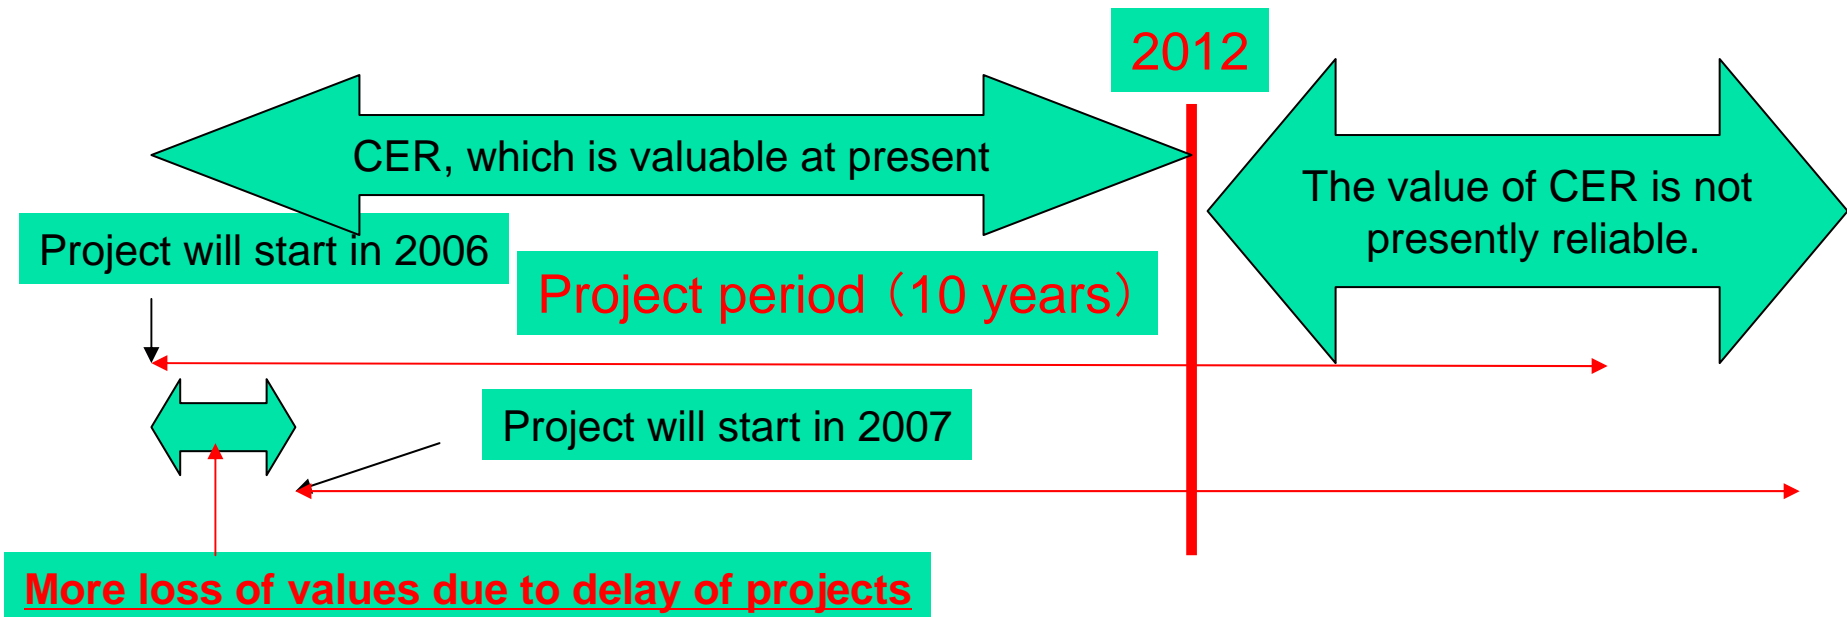 2012
CER, which is valuable at present
The value of CER is not
presently reliable.
Project will start in 2006
Project period（10 years）
Project will start in 2007
More loss of values due to delay of projects